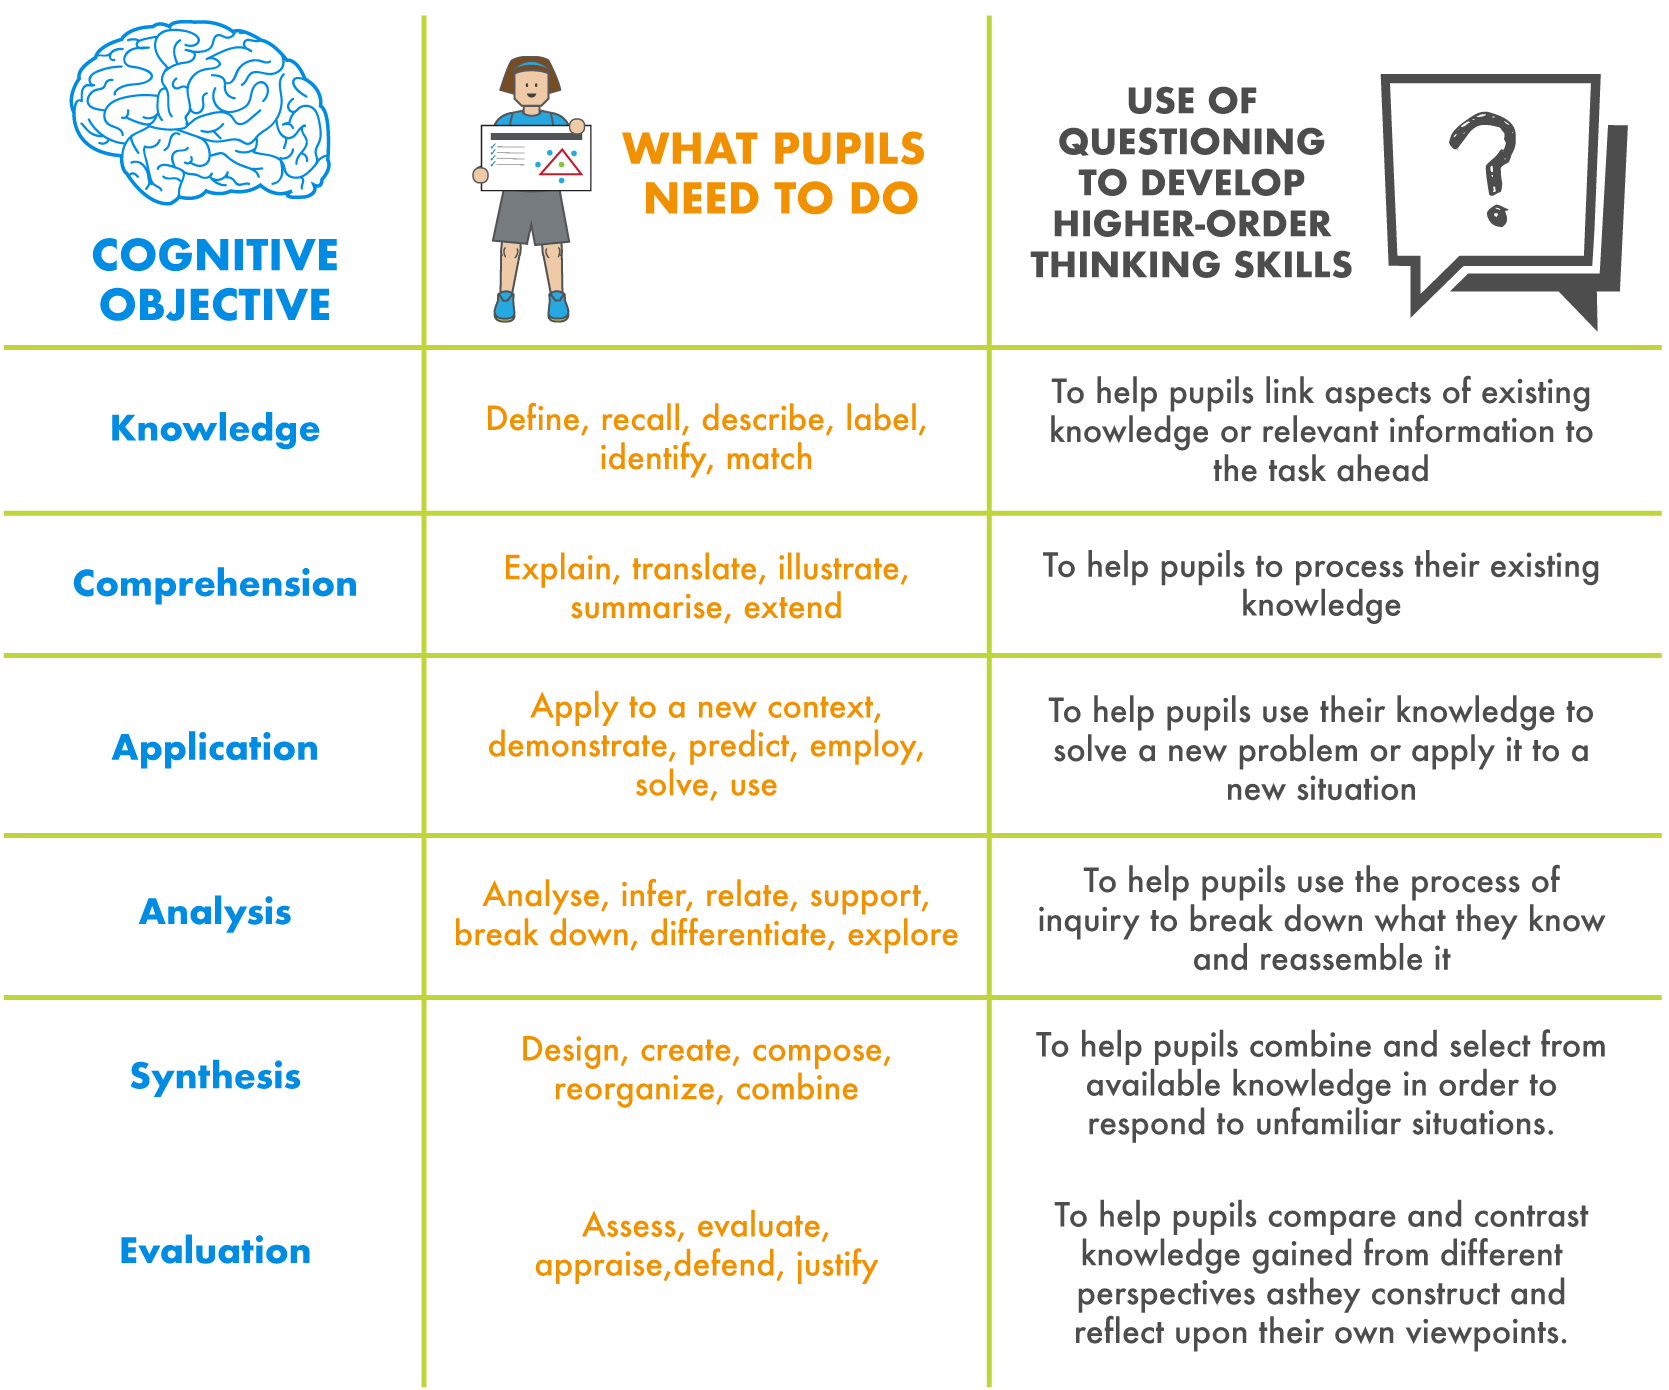 COGNITIVE
OBJECTIVE
WHAT PUPILS
NEED TO DO
USE OF
QUESTIONING
TO DEVELOP
HIGHER-ORDER
THINKING SKILLS
?
Knowledge
Define, recall, describe, label,
identify, match
To help pupils link aspects of existing
knowledge or relevant information to
the task ahead
Comprehension
Explain, translate, illustrate,
summarise, extend
To help pupils to process their existing
knowledge
Application
Apply to a new context,
demonstrate, predict, employ,
solve, use
To help pupils use their knowledge to
solve a new problem or apply it to a
new situation
Analysis
Analyse, infer, relate, support,
break down, differentiate, explore
To help pupils use the process of
inquiry to break down what they know
and reassemble it
Synthesis
Design, create, compose,
reorganize, combine
To help pupils combine and select from
available knowledge in order to
respond to unfamiliar situations.
Evaluation
Assess, evaluate,
appraise,defend, justify
To help pupils compare and contrast
knowledge gained from different
perspectives asthey construct and
reflect upon their own viewpoints.